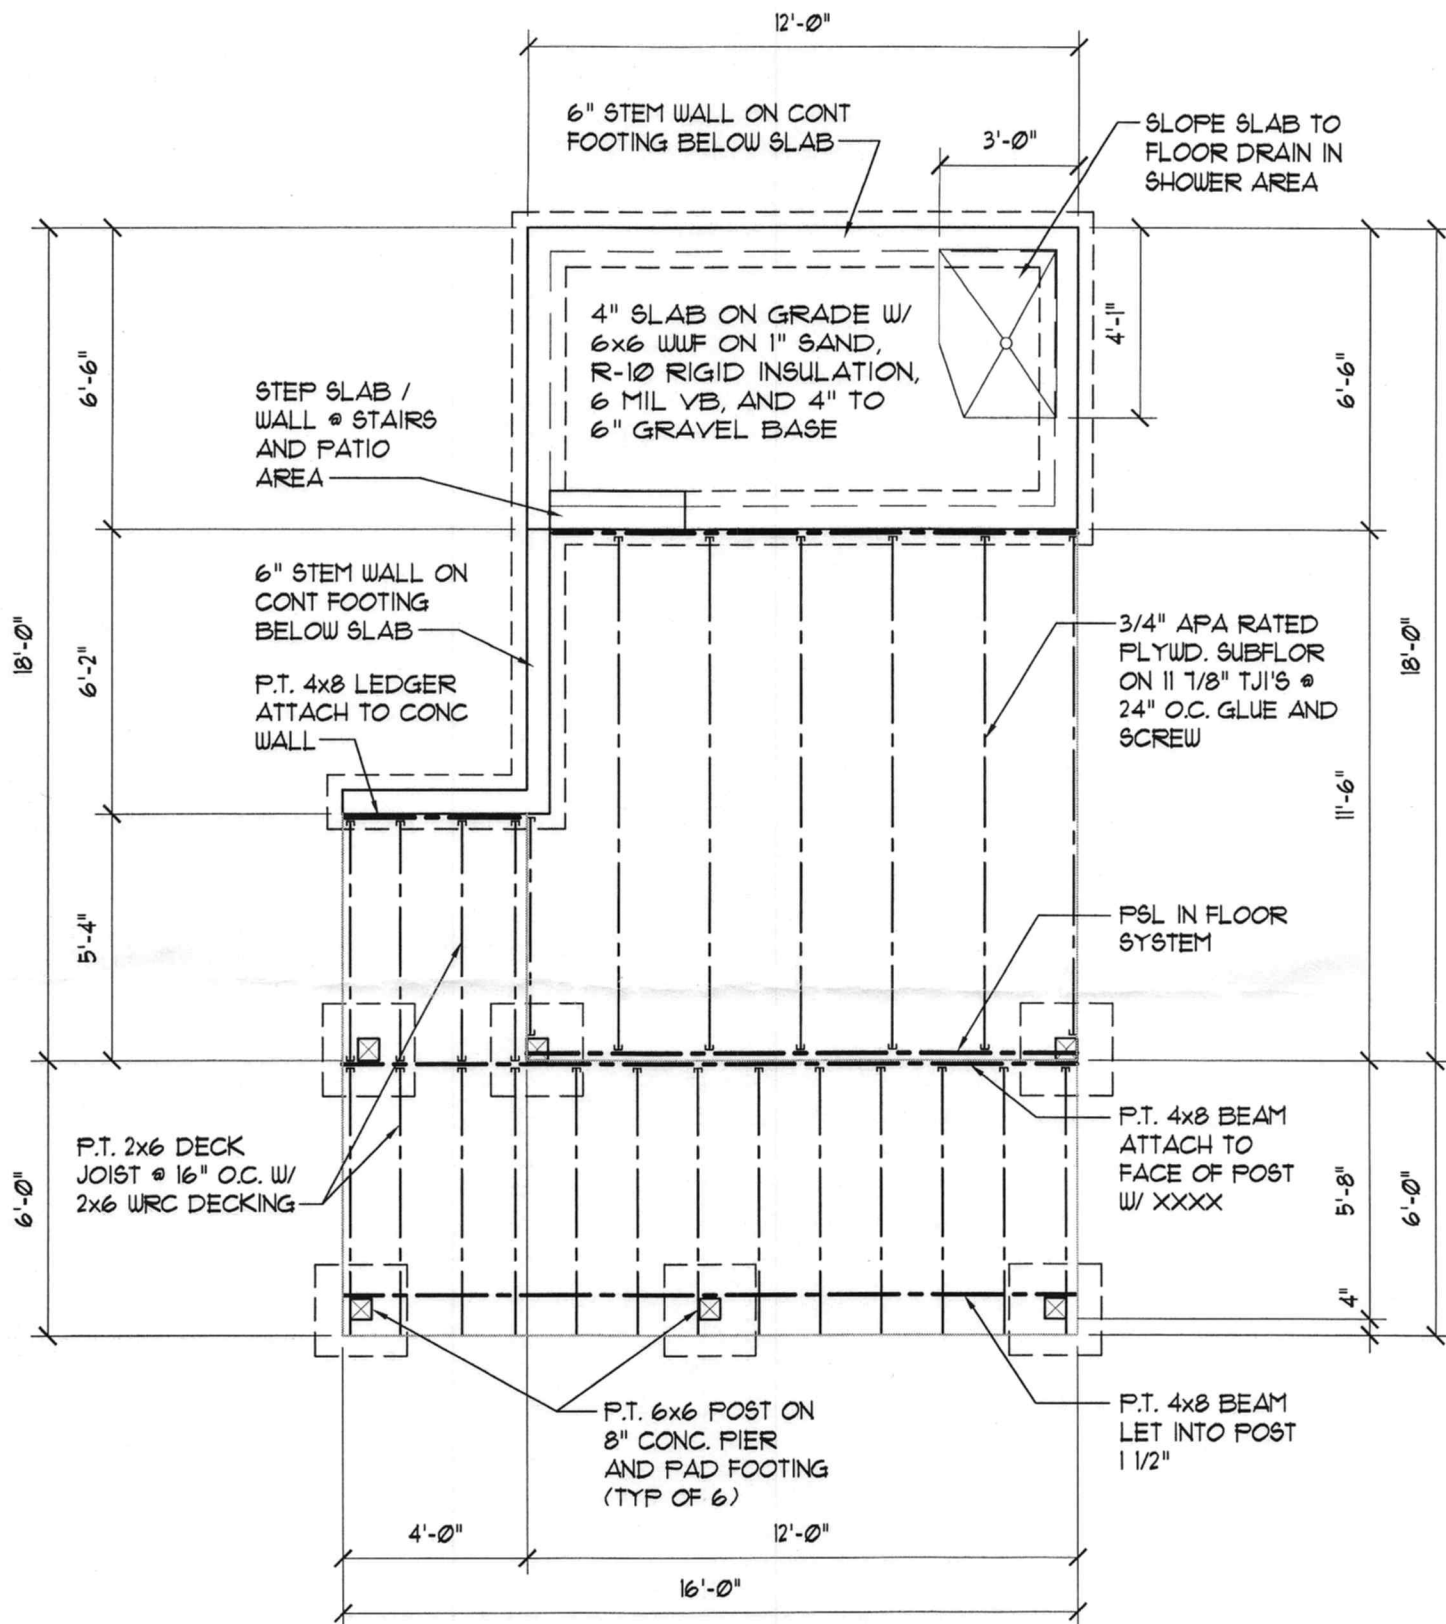 12'-0"
6" STEM WALL ON CONT
FOOTING BELOW SLAB
3'-0"
SLOPE SLAB TO
FLOOR DRAIN IN
SHOWER AREA
4" SLAB ON GRADE W/
6x6 WWF ON 1" SAND,
R-10 RIGID INSULATION,
6 MIL VB, AND 4" TO
6" GRAVEL BASE
4'-1"
6'-6"
6'-6"
STEP SLAB /
WALL @ STAIRS
AND PATIO
AREA
6" STEM WALL ON
CONT FOOTING
BELOW SLAB
18'-0"
6'-2"
P.T. 4x8 LEDGER
ATTACH TO CONC
WALL
3/4" APA RATED
PLYWD. SUBFLOR
ON 11 7/8" TJI'S @
24" O.C. GLUE AND
SCREW
18'-0"
11'-6"
5'-4"
PSL IN FLOOR
SYSTEM
P.T. 2x6 DECK
JOIST @ 16" O.C. W/
2x6 WRC DECKING
6'-0"
P.T. 4x8 BEAM
ATTACH TO
FACE OF POST
W/ XXXX
5'-8"
6'-0"
4"
P.T. 6x6 POST ON
8" CONC. PIER
AND PAD FOOTING
(TYP OF 6)
P.T. 4x8 BEAM
LET INTO POST
1 1/2"
4'-0"
12'-0"
16'-0"